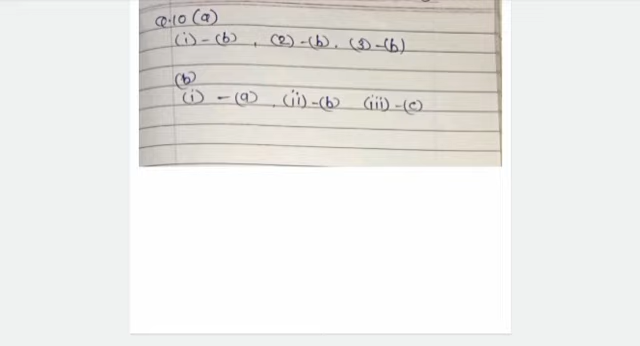 Q.10 (a)
(i) - (b) , (2) - (b) . (3) - (b)
(b)
(i) - (a) , (ii) - (b) (iii) - (c)